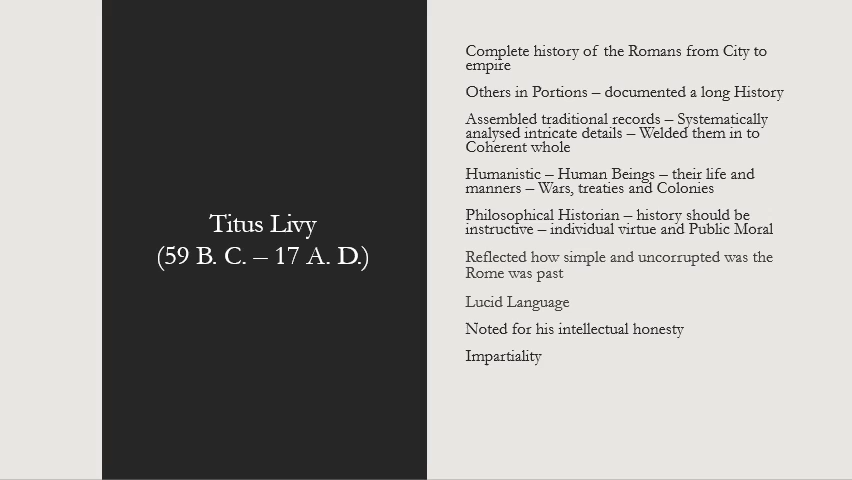 Titus Livy
(59 B. C. – 17 A. D.)
Complete history of the Romans from City to
empire
Others in Portions – documented a long History
Assembled traditional records – Systematically
analysed intricate details – Welded them in to
Coherent whole
Humanistic – Human Beings – their life and
manners – Wars, treaties and Colonies
Philosophical Historian – history should be
instructive – individual virtue and Public Moral
Reflected how simple and uncorrupted was the
Rome was past
Lucid Language
Noted for his intellectual honesty
Impartiality